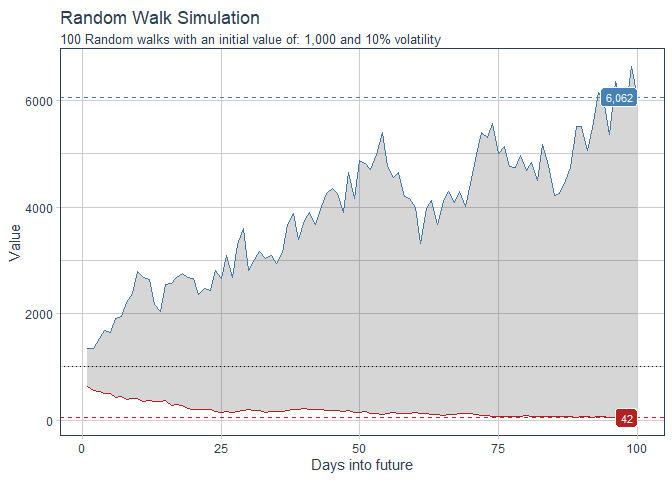 Random Walk Simulation
100 Random walks with an initial value of: 1,000 and 10% volatility
6000
6,062
4000
Value
2000
0
42
0 25 50 75 100
Days into future